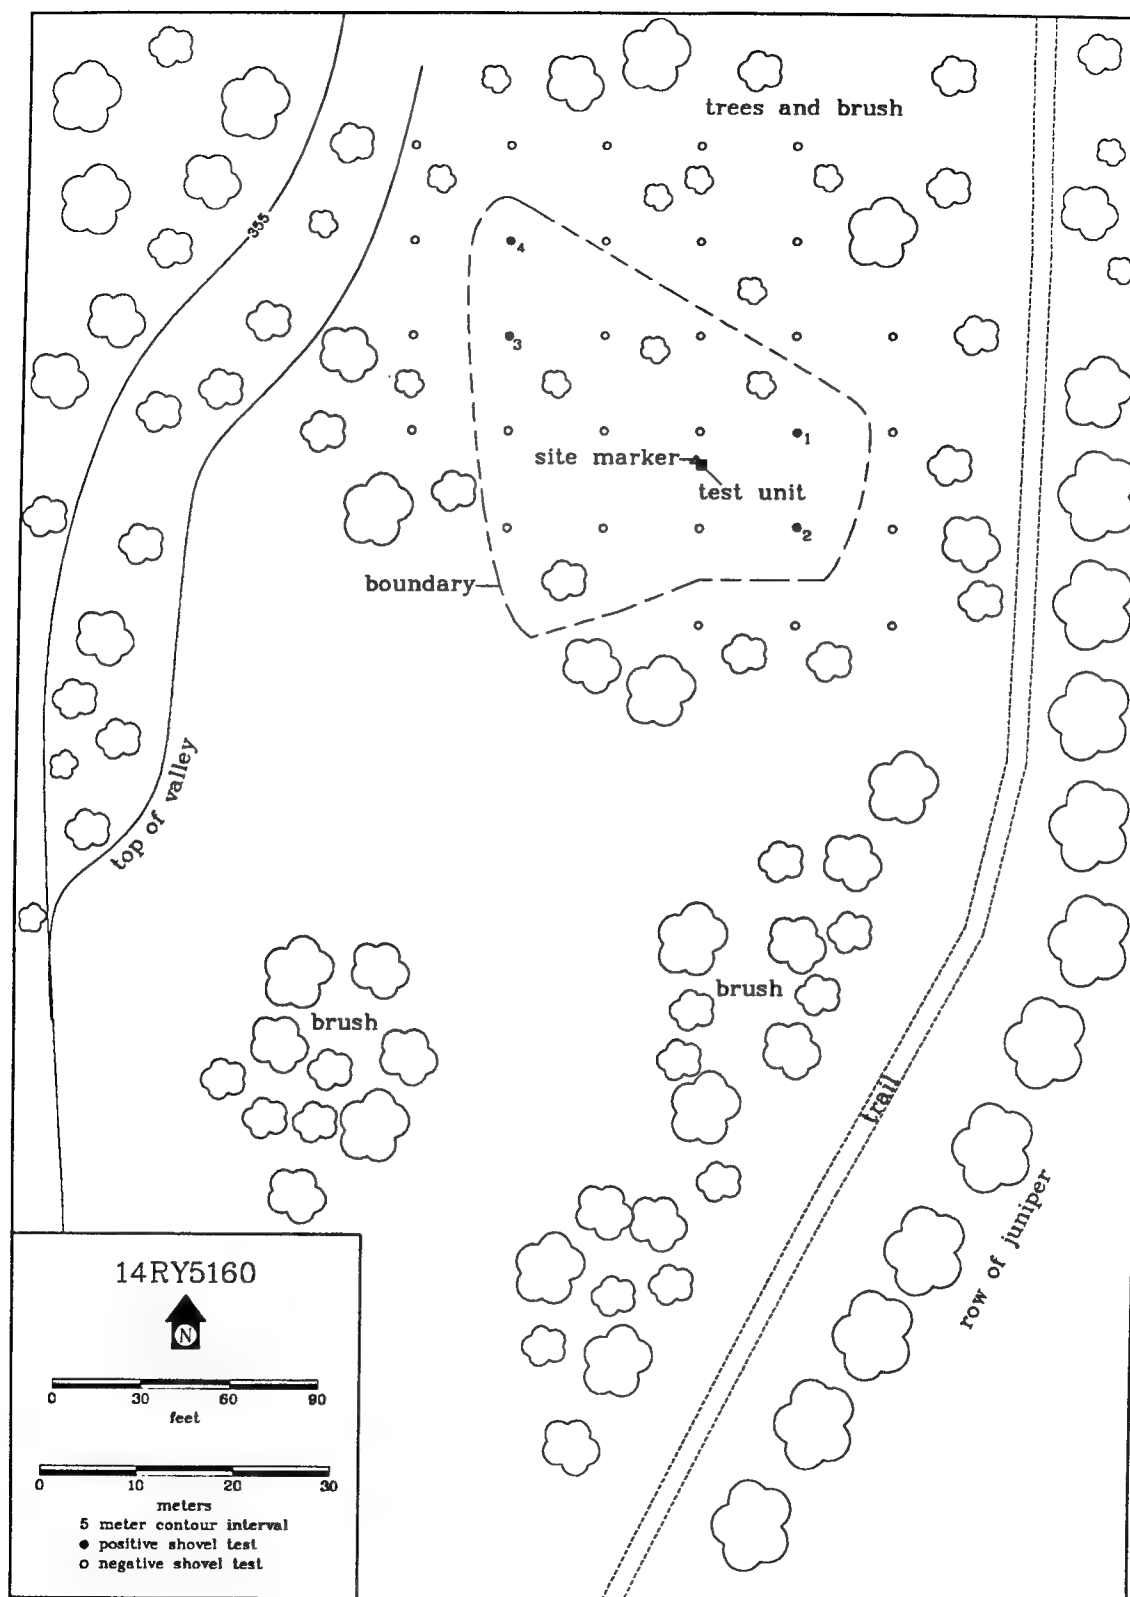 trees and brush
355
4
3
1
site marker
test unit
2
boundary
top of valley
brush
brush
trail
row of juniper
14RY5160
N
0 30 60 90
feet
0 10 20 30
meters
5 meter contour interval
positive shovel test
negative shovel test